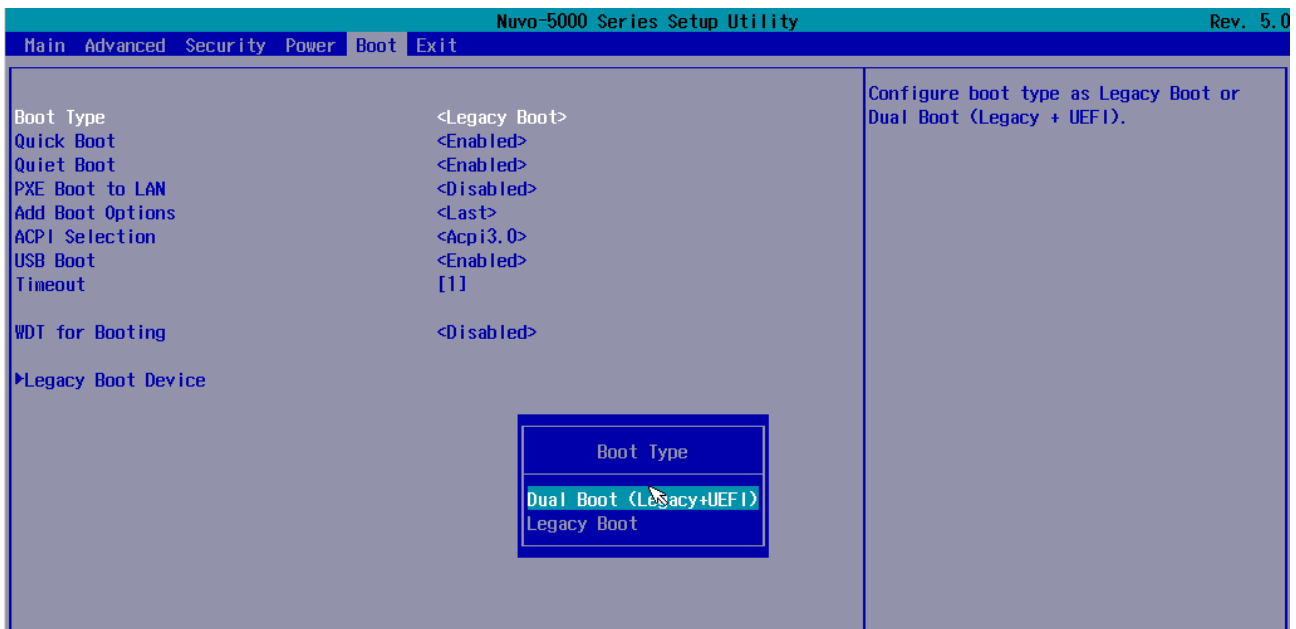 Nuvo-5000 Series Setup Utility Rev. 5.0
Main Advanced Security Power Boot Exit
Boot Type <Legacy Boot>
Quick Boot <Enabled>
Quiet Boot <Enabled>
PXE Boot to LAN <Disabled>
Add Boot Options <Last>
ACPI Selection <Acpi3.0>
USB Boot <Enabled>
Timeout [1]
WDT for Booting <Disabled>
▶Legacy Boot Device
Configure boot type as Legacy Boot or
Dual Boot (Legacy + UEFI).
Boot Type
Dual Boot (Legacy+UEFI)
Legacy Boot